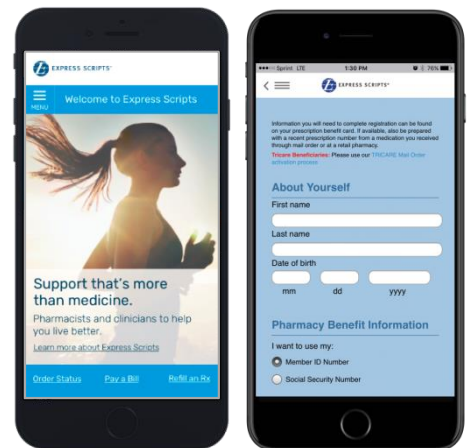 EXPRESS SCRIPTS®
MENU
Welcome to Express Scripts
Support that's more
than medicine.
Pharmacists and clinicians to help
you live better.
Learn more about Express Scripts
Order Status Pay a Bill Refill an Rx
Sprint LTE 1:30 PM 76%
EXPRESS SCRIPTS®
Information you will need to complete registration can be found
on your prescription benefit card. If available, also be prepared
with a recent prescription number from a medication you received
through mail order or at a retail pharmacy.
Tricare Beneficiaries: Please use our TRICARE Mail Order
activation process
About Yourself
First name
Last name
Date of birth
mm dd yyyy
Pharmacy Benefit Information
I want to use my:
Member ID Number
Social Security Number